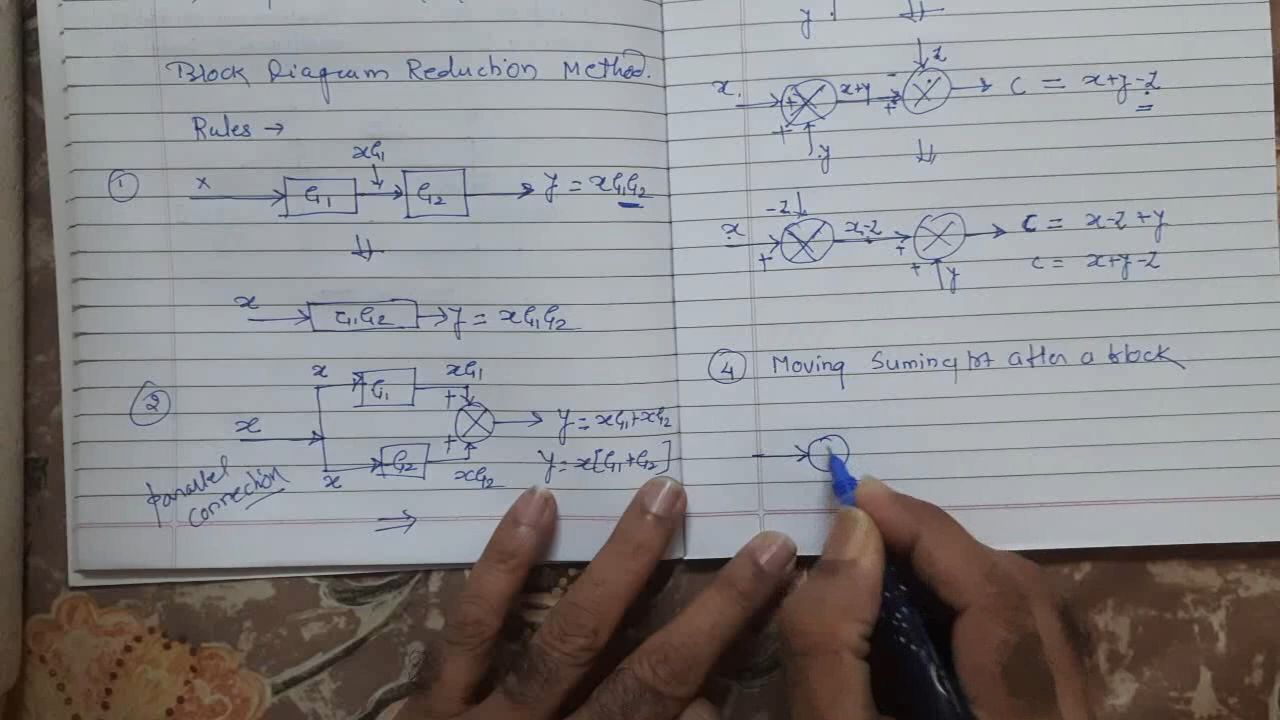 Block Diagram Reduction Method.
Rules →
xG₁
① x G₁ G₂ y = xG₁G₂
⇓
x G₁G₂ y = xG₁G₂
②
x G₁ xG₁
+
x
y = xG₁+xG₂
+
x G₂ xG₂
y = x[G₁+G₂]
parallel
connection
⇒
y
⇓
z
x + x+y - + C = x+y-z
+ y
⇓
-z
x + x-z + C = x-z+y
+ y
C = x+y-z
④ Moving Suming pt after a block